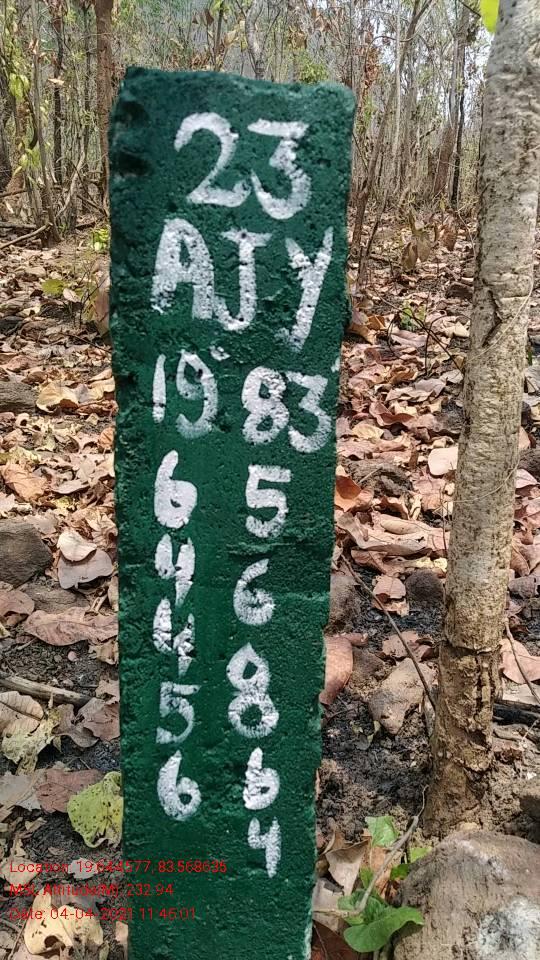 23
AJY
19° 83°
6 5
4 6
4 8
5 6
6 4
Location: 19.644577, 83.568635
MSL Altitude(M): 232.94
Date: 04-04-2021 11:46:01